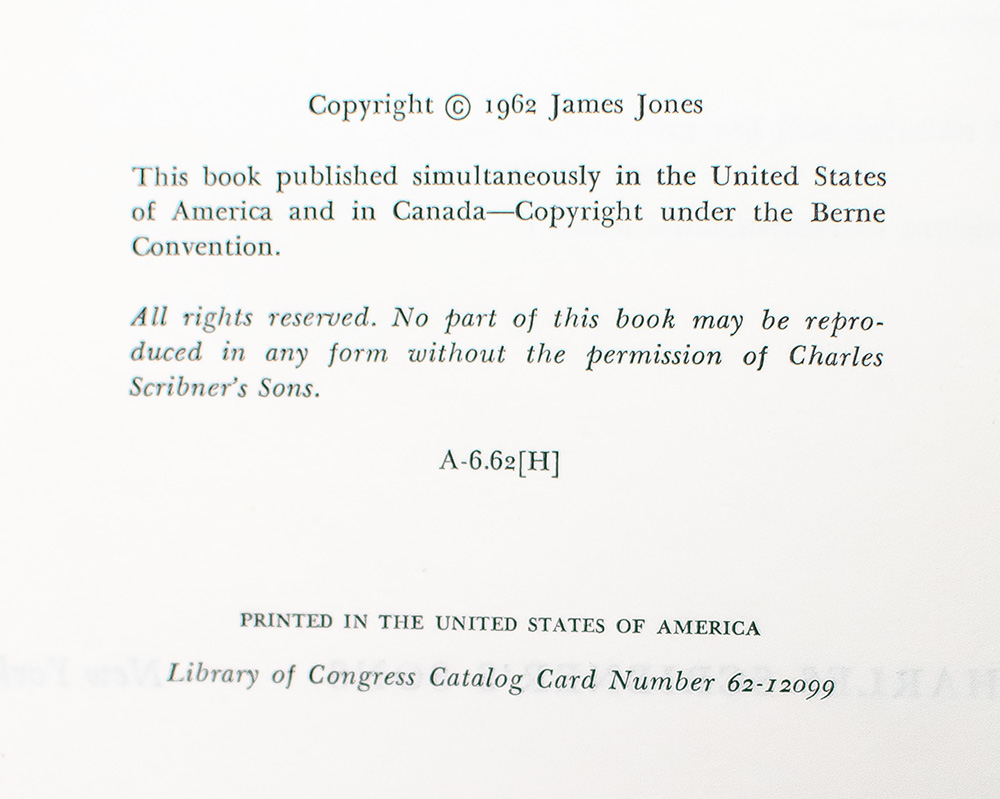 Copyright © 1962 James Jones
This book published simultaneously in the United States
of America and in Canada—Copyright under the Berne
Convention.
All rights reserved. No part of this book may be repro-
duced in any form without the permission of Charles
Scribner's Sons.
A-6.62[H]
PRINTED IN THE UNITED STATES OF AMERICA
Library of Congress Catalog Card Number 62-12099